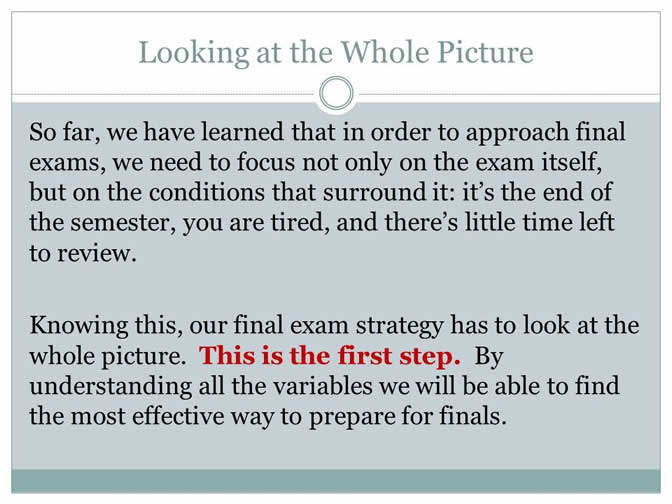 Looking at the Whole Picture
So far, we have learned that in order to approach final
exams, we need to focus not only on the exam itself,
but on the conditions that surround it: it’s the end of
the semester, you are tired, and there’s little time left
to review.
Knowing this, our final exam strategy has to look at the
whole picture.  This is the first step.  By
understanding all the variables we will be able to find
the most effective way to prepare for finals.